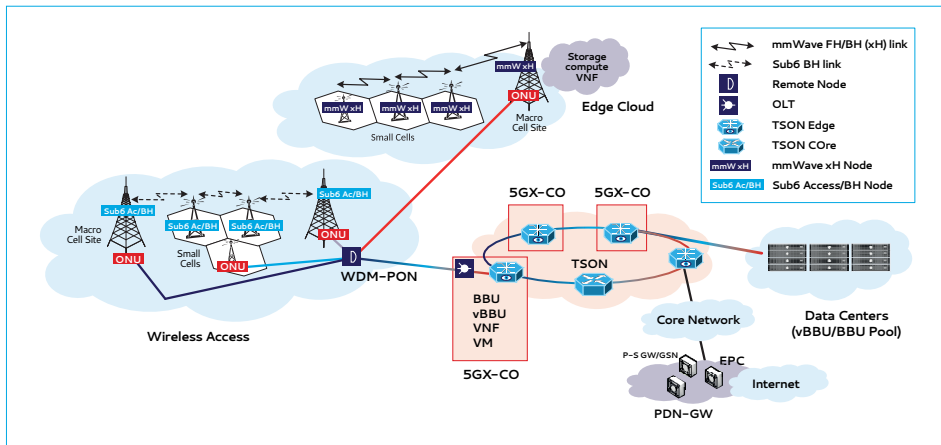 mmW xH
Storage
compute
VNF
Edge Cloud
mmW xH
mmW xH
mmW xH
ONU
Small Cells
Macro
Cell Site
mmWave FH/BH (xH) link
Sub6 BH link
D
Remote Node
OLT
TSON Edge
TSON COre
mmW xH
mmWave xH Node
Sub6 Ac/BH
Sub6 Access/BH Node
Sub6 Ac/BH
Sub6 Ac/BH
Sub6 Ac/BH
Sub6 Ac/BH
Macro
Cell Site
ONU
Small
Cells
ONU
ONU
D
WDM-PON
Wireless Access
5GX-CO
5GX-CO
TSON
BBU
vBBU
VNF
VM
5GX-CO
Data Centers
(vBBU/BBU Pool)
Core Network
P-S GW/GSN
EPC
Internet
PDN-GW